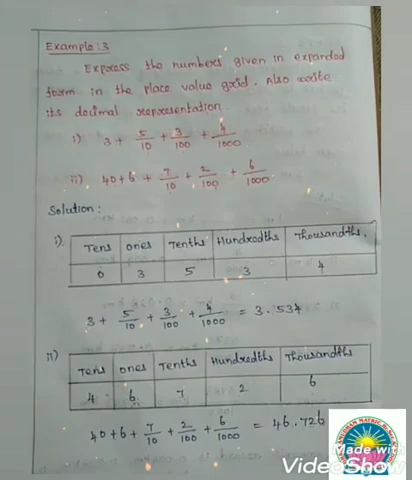 Example: 3
Express the numbers given in expanded
form in the place value grid. Also write
its decimal representation
i) 3 + 5/10 + 3/100 + 4/1000
ii) 40 + 6 + 7/10 + 2/100 + 6/1000
Solution:
i)
Tens Ones Tenths Hundredths Thousandths.
0 3 5 3 4
3 + 5/10 + 3/100 + 4/1000 = 3.534
ii)
Tens Ones Tenths Hundredths Thousandths
4 6 7 2 6
40 + 6 + 7/10 + 2/100 + 6/1000 = 46.726
Made with
VideoShow